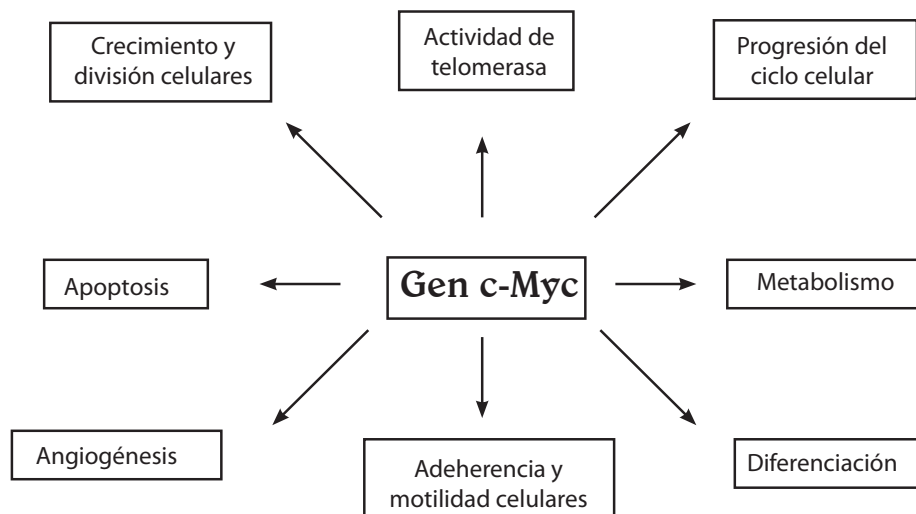 Crecimiento y
división celulares
Actividad de
telomerasa
Progresión del
ciclo celular
Apoptosis
Gen c-Myc
Metabolismo
Angiogénesis
Adeherencia y
motilidad celulares
Diferenciación